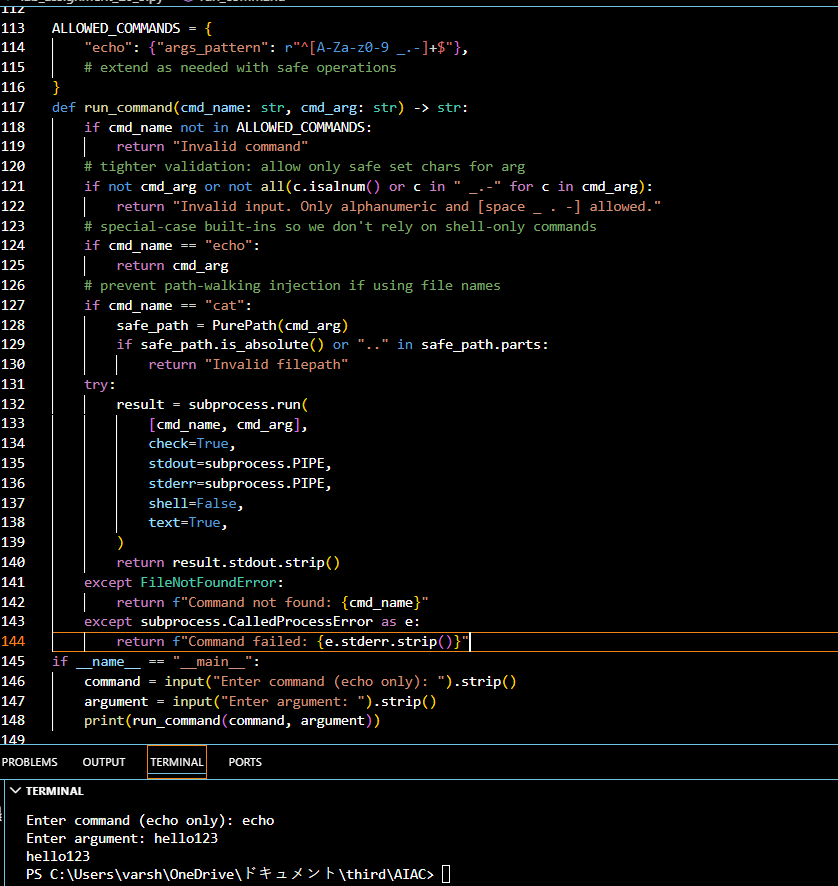 112
113 ALLOWED_COMMANDS = {
114     "echo": {"args_pattern": r"^[A-Za-z0-9 _.-]+$"},
115     # extend as needed with safe operations
116 }
117 def run_command(cmd_name: str, cmd_arg: str) -> str:
118     if cmd_name not in ALLOWED_COMMANDS:
119         return "Invalid command"
120     # tighter validation: allow only safe set chars for arg
121     if not cmd_arg or not all(c.isalnum() or c in " _.-" for c in cmd_arg):
122         return "Invalid input. Only alphanumeric and [space _ . -] allowed."
123     # special-case built-ins so we don't rely on shell-only commands
124     if cmd_name == "echo":
125         return cmd_arg
126     # prevent path-walking injection if using file names
127     if cmd_name == "cat":
128         safe_path = PurePath(cmd_arg)
129         if safe_path.is_absolute() or ".." in safe_path.parts:
130             return "Invalid filepath"
131     try:
132         result = subprocess.run(
133             [cmd_name, cmd_arg],
134             check=True,
135             stdout=subprocess.PIPE,
136             stderr=subprocess.PIPE,
137             shell=False,
138             text=True,
139         )
140         return result.stdout.strip()
141     except FileNotFoundError:
142         return f"Command not found: {cmd_name}"
143     except subprocess.CalledProcessError as e:
144         return f"Command failed: {e.stderr.strip()}"
145 if __name__ == "__main__":
146     command = input("Enter command (echo only): ").strip()
147     argument = input("Enter argument: ").strip()
148     print(run_command(command, argument))
149
PROBLEMS OUTPUT TERMINAL PORTS
TERMINAL
Enter command (echo only): echo
Enter argument: hello123
hello123
PS C:\Users\varsh\OneDrive\ドキュメント\third\AIAC>